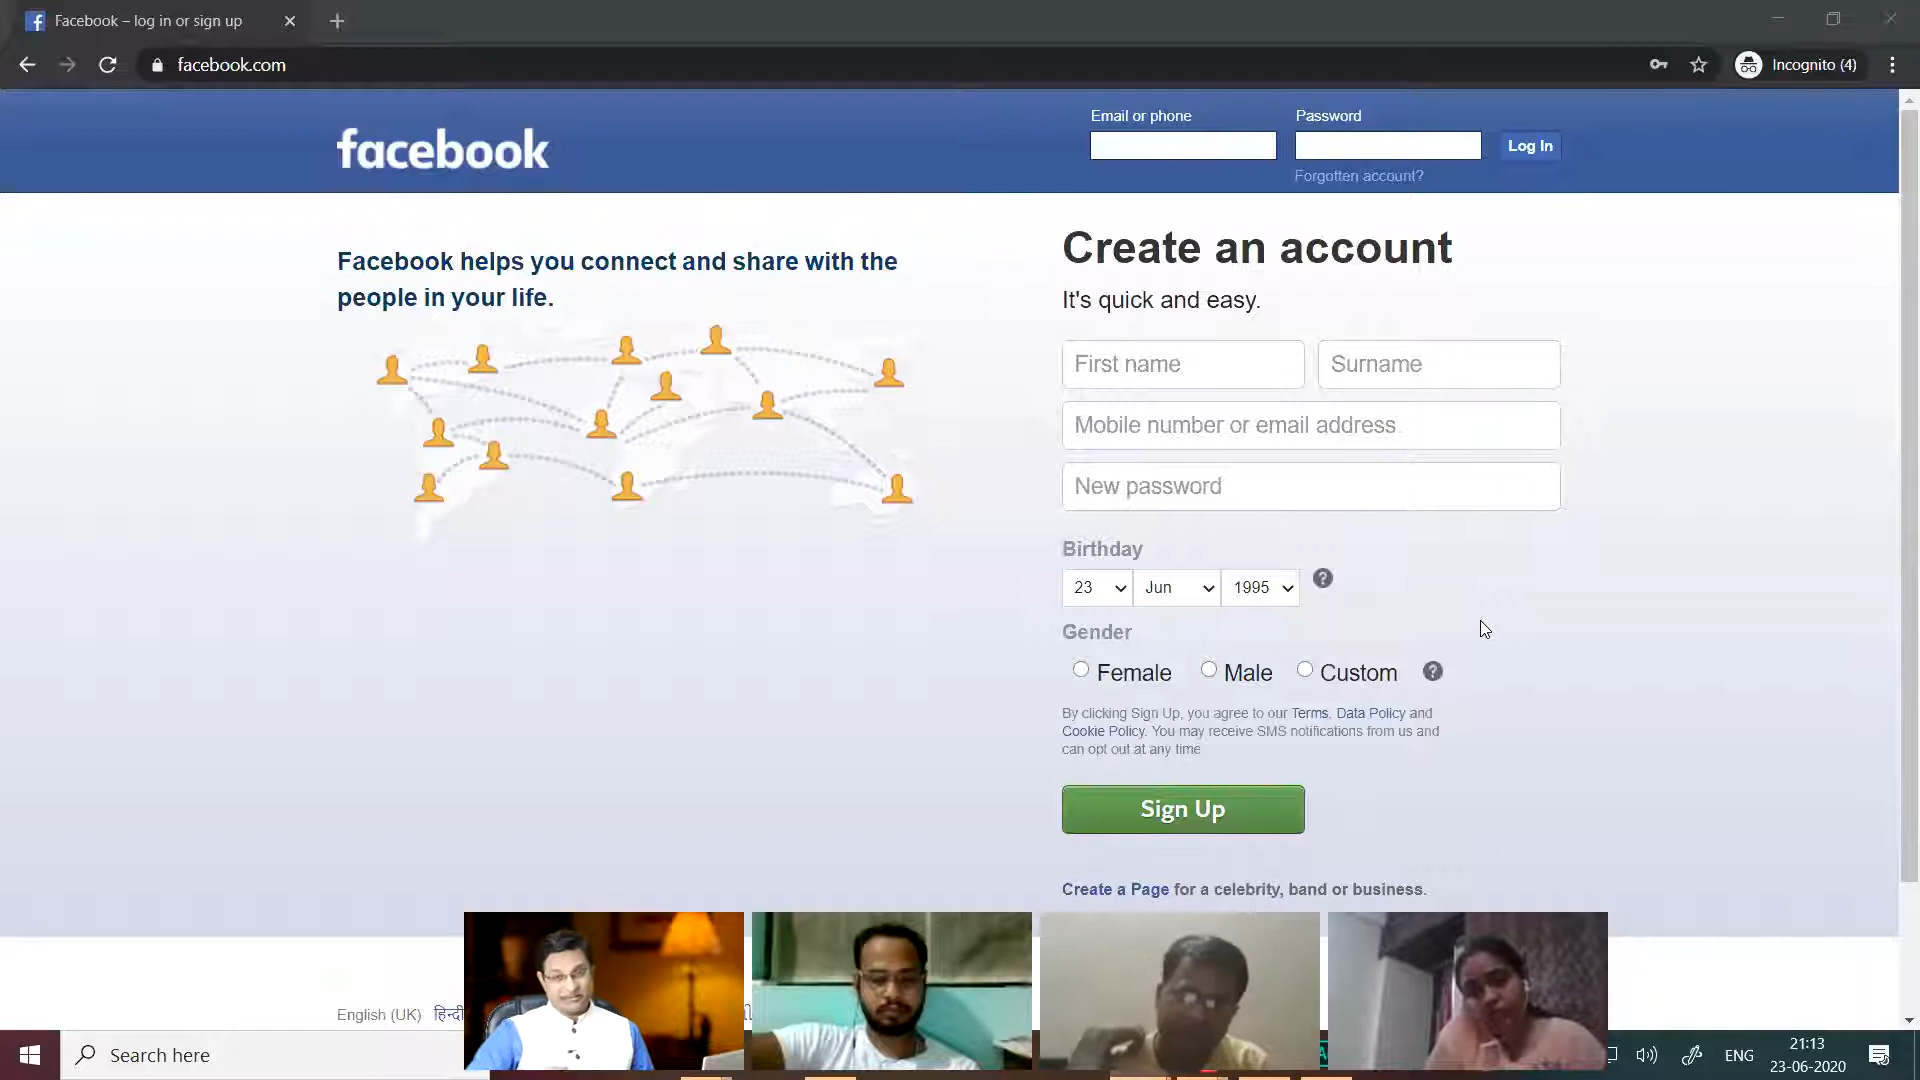 Facebook – log in or sign up
facebook.com
Incognito (4)
facebook
Email or phone
Password
Log In
Forgotten account?
Facebook helps you connect and share with the
people in your life.
Create an account
It's quick and easy.
First name
Surname
Mobile number or email address
New password
Birthday
23
Jun
1995
Gender
Female
Male
Custom
By clicking Sign Up, you agree to our Terms, Data Policy and
Cookie Policy. You may receive SMS notifications from us and
can opt out at any time
Sign Up
Create a Page for a celebrity, band or business.
English (UK) हिन्दी
Search here
ENG
21:13
23-06-2020